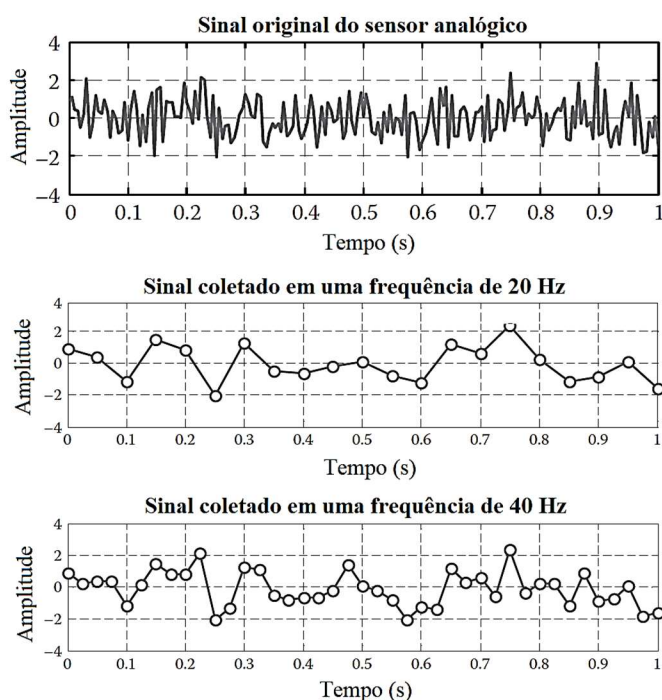 Sinal original do sensor analógico
Amplitude
4
2
0
−2
−4
0 0.1 0.2 0.3 0.4 0.5 0.6 0.7 0.8 0.9 1
Tempo (s)
Sinal coletado em uma frequência de 20 Hz
Amplitude
4
2
0
−2
−4
0 0.1 0.2 0.3 0.4 0.5 0.6 0.7 0.8 0.9 1
Tempo (s)
Sinal coletado em uma frequência de 40 Hz
Amplitude
4
2
0
−2
−4
0 0.1 0.2 0.3 0.4 0.5 0.6 0.7 0.8 0.9 1
Tempo (s)